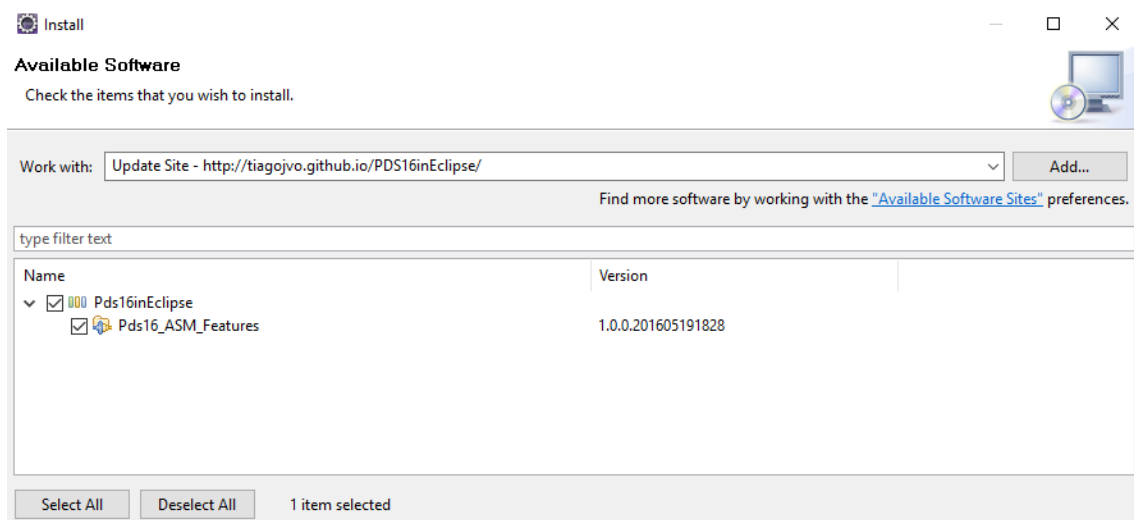 Install
Available Software
Check the items that you wish to install.
Work with: Update Site - http://tiagojvo.github.io/PDS16inEclipse/ Add...
Find more software by working with the "Available Software Sites" preferences.
type filter text
Name Version
Pds16inEclipse
Pds16_ASM_Features 1.0.0.201605191828
Select All Deselect All 1 item selected